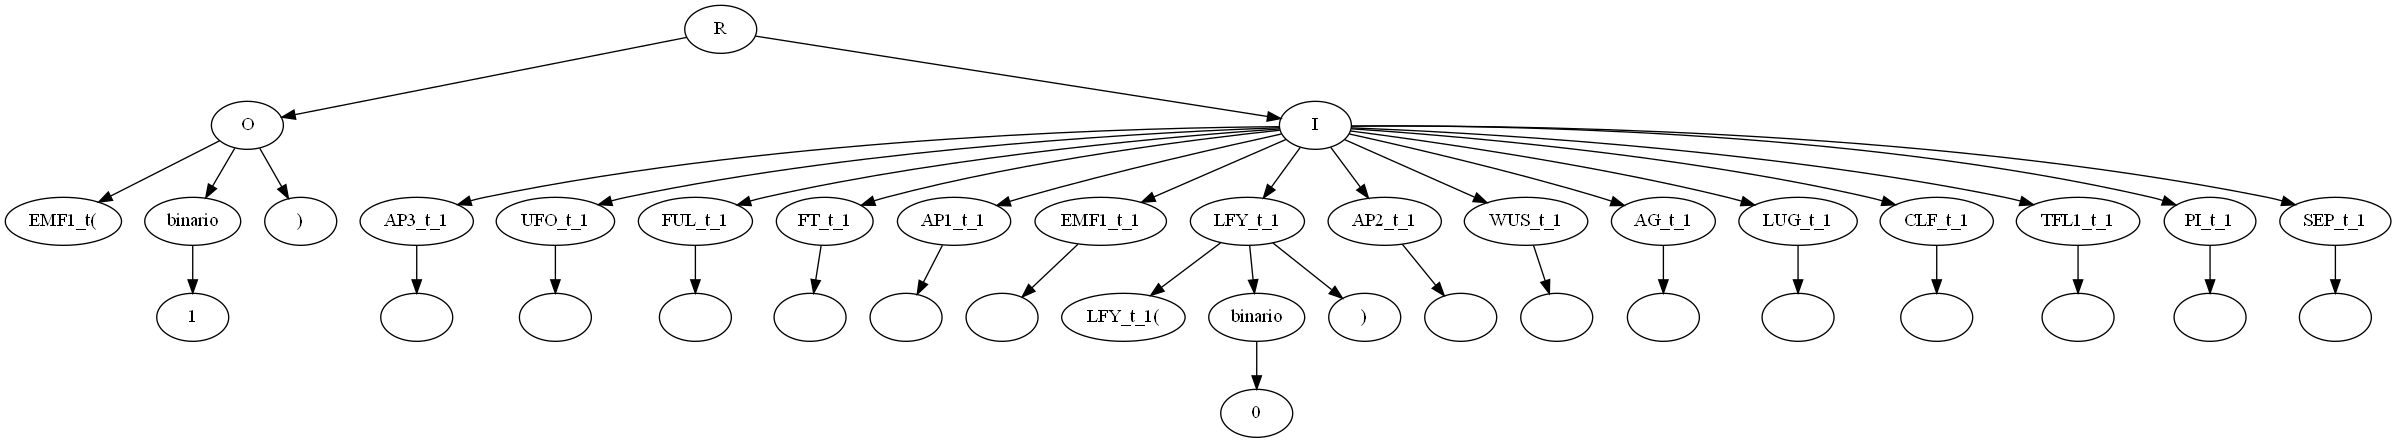 R
O
I
EMF1_t(
binario
)
AP3_t_1
UFO_t_1
FUL_t_1
FT_t_1
AP1_t_1
EMF1_t_1
LFY_t_1
AP2_t_1
WUS_t_1
AG_t_1
LUG_t_1
CLF_t_1
TFL1_t_1
PI_t_1
SEP_t_1
1
LFY_t_1(
binario
)
0